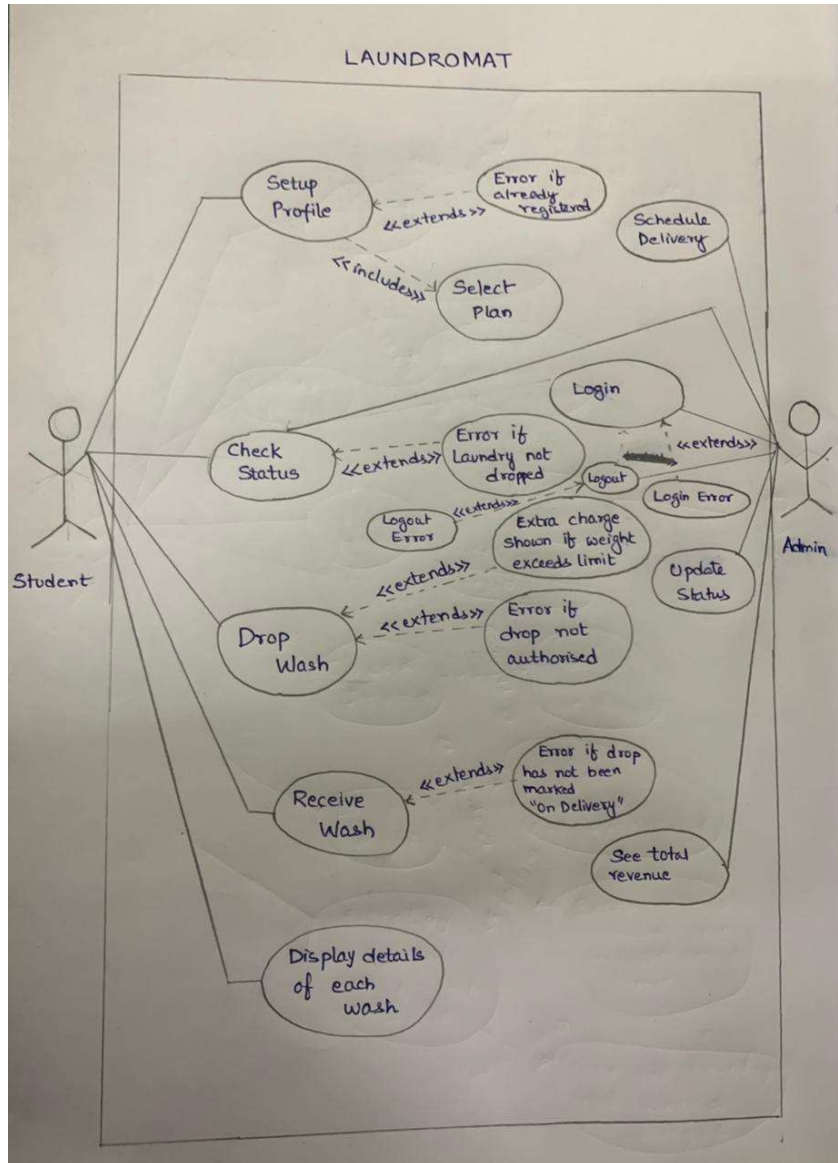 LAUNDROMAT
Setup
Profile
<<extends>>
Error if
already
registered
Schedule
Delivery
<<includes>>
Select
Plan
Login
Check
Status
<<extends>>
Error if
Laundry not
dropped
<<extends>>
Logout
Login Error
Logout
Error
<<extends>>
Extra charge
shown if weight
exceeds limit
Student
Admin
Update
Status
<<extends>>
Drop
Wash
<<extends>>
Error if
drop not
authorised
Receive
Wash
<<extends>>
Error if drop
has not been
marked
"On Delivery"
See total
revenue
Display details
of each
wash